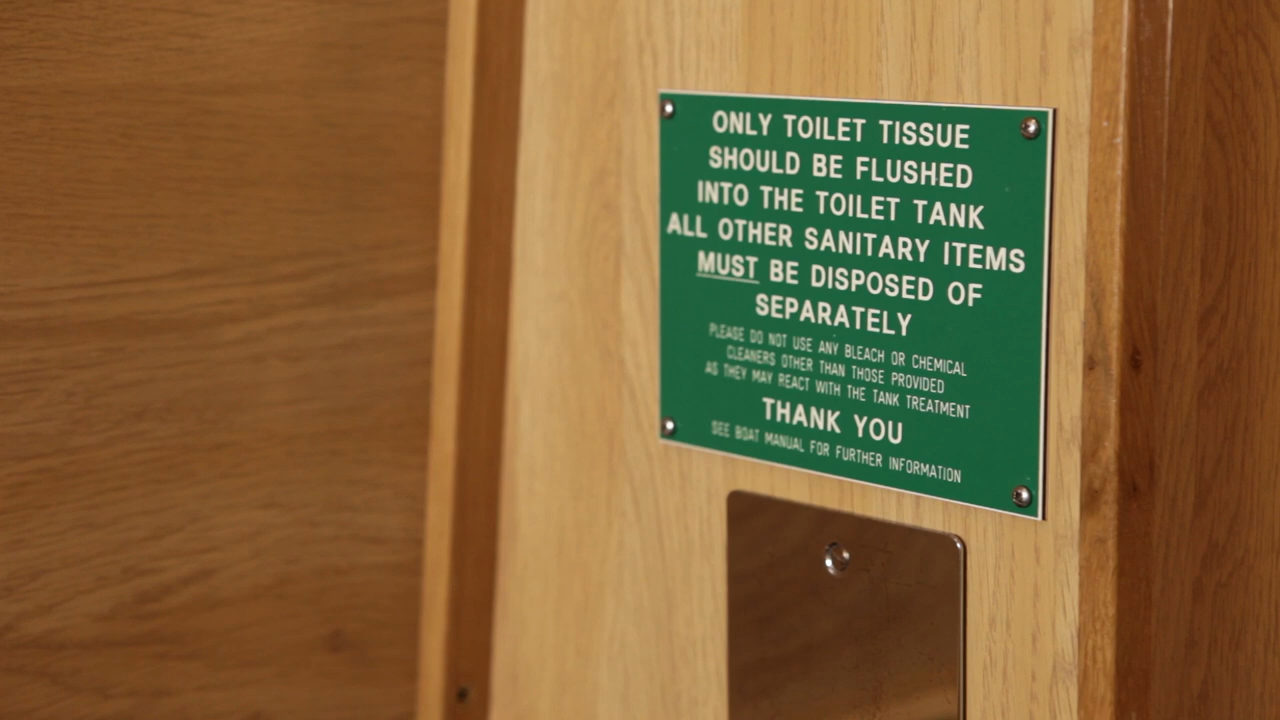 ONLY TOILET TISSUE
SHOULD BE FLUSHED
INTO THE TOILET TANK
ALL OTHER SANITARY ITEMS
MUST BE DISPOSED OF
SEPARATELY
PLEASE DO NOT USE ANY BLEACH OR CHEMICAL
CLEANERS OTHER THAN THOSE PROVIDED
AS THEY MAY REACT WITH THE TANK TREATMENT
THANK YOU
SEE BOAT MANUAL FOR FURTHER INFORMATION